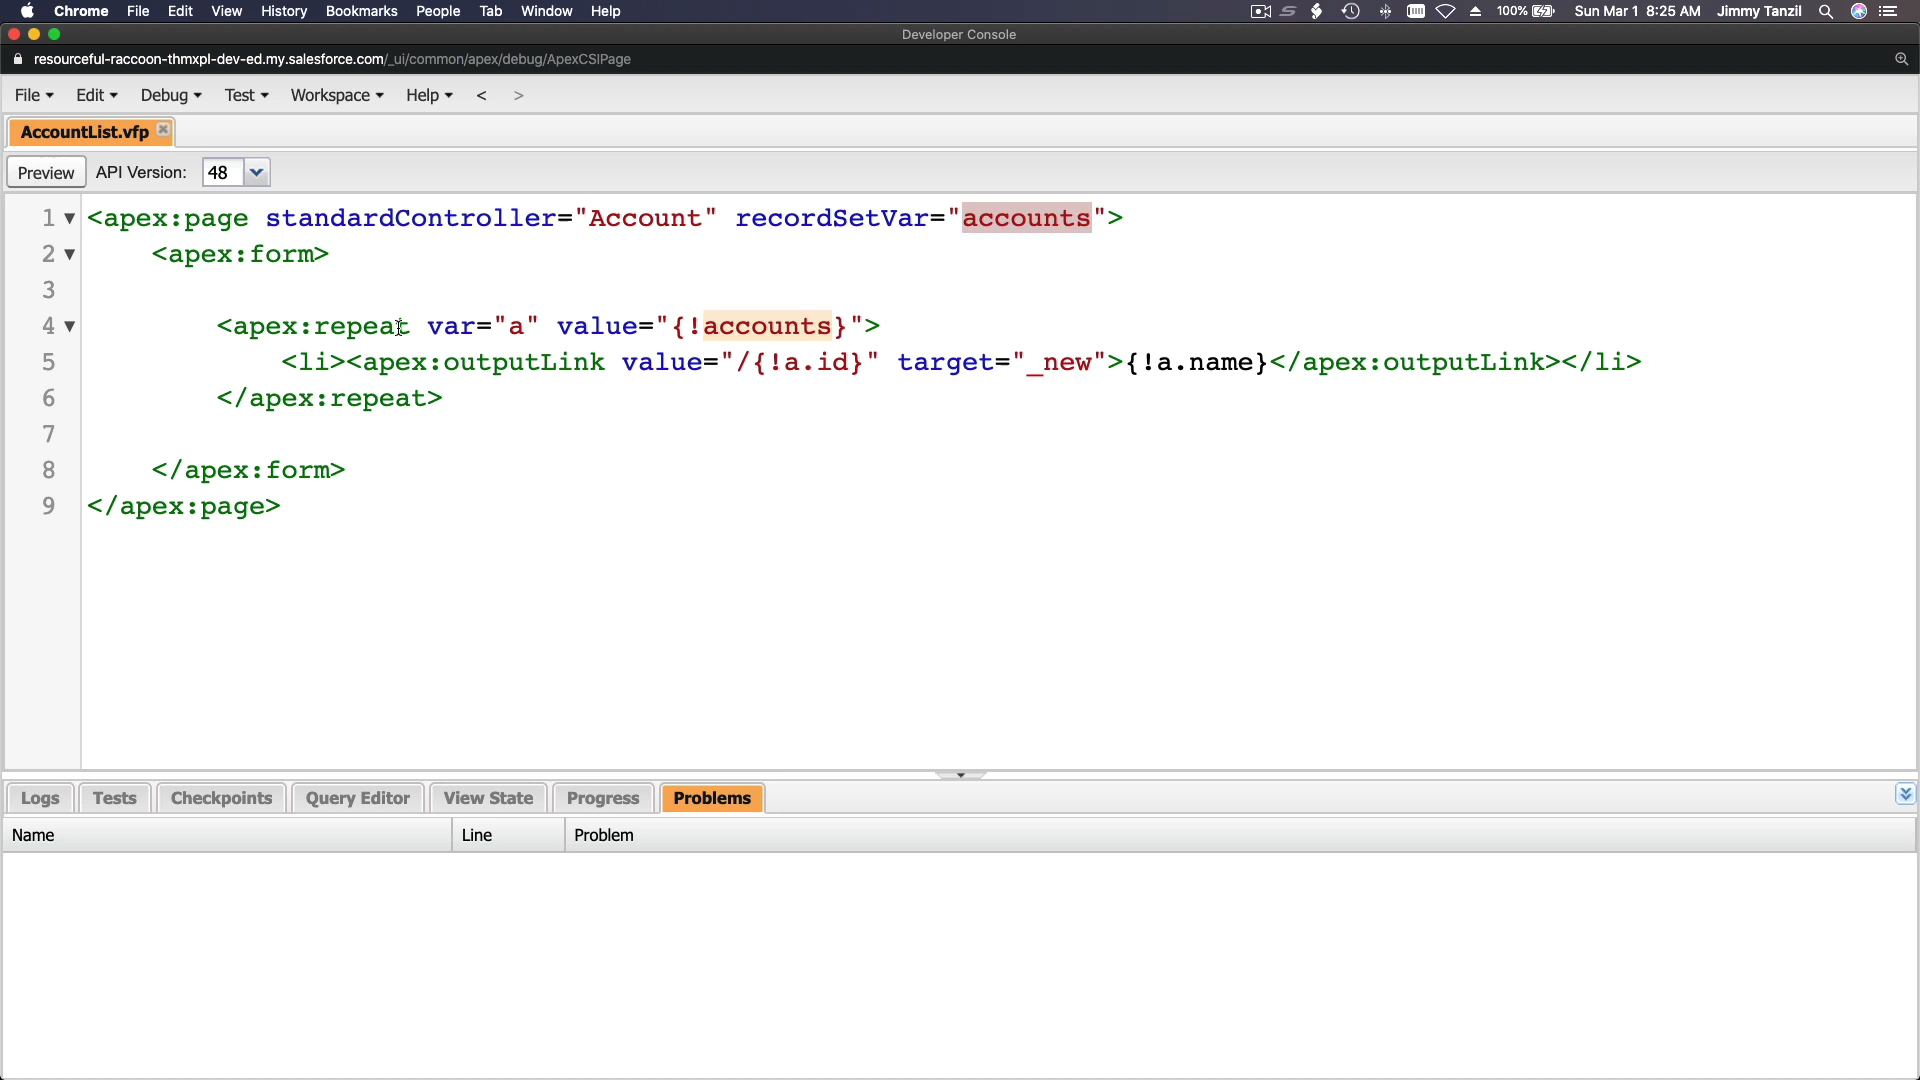 Chrome File Edit View History Bookmarks People Tab Window Help 100% Sun Mar 1 8:25 AM Jimmy Tanzil
Developer Console
resourceful-raccoon-thmxpl-dev-ed.my.salesforce.com/_ui/common/apex/debug/ApexCSIPage
File Edit Debug Test Workspace Help < >
AccountList.vfp
Preview API Version: 48
1 <apex:page standardController="Account" recordSetVar="accounts">
2 <apex:form>
3
4 <apex:repeat var="a" value="{!accounts}">
5 <li><apex:outputLink value="/{!a.id}" target="_new">{!a.name}</apex:outputLink></li>
6 </apex:repeat>
7
8 </apex:form>
9 </apex:page>
Logs Tests Checkpoints Query Editor View State Progress Problems
Name Line Problem